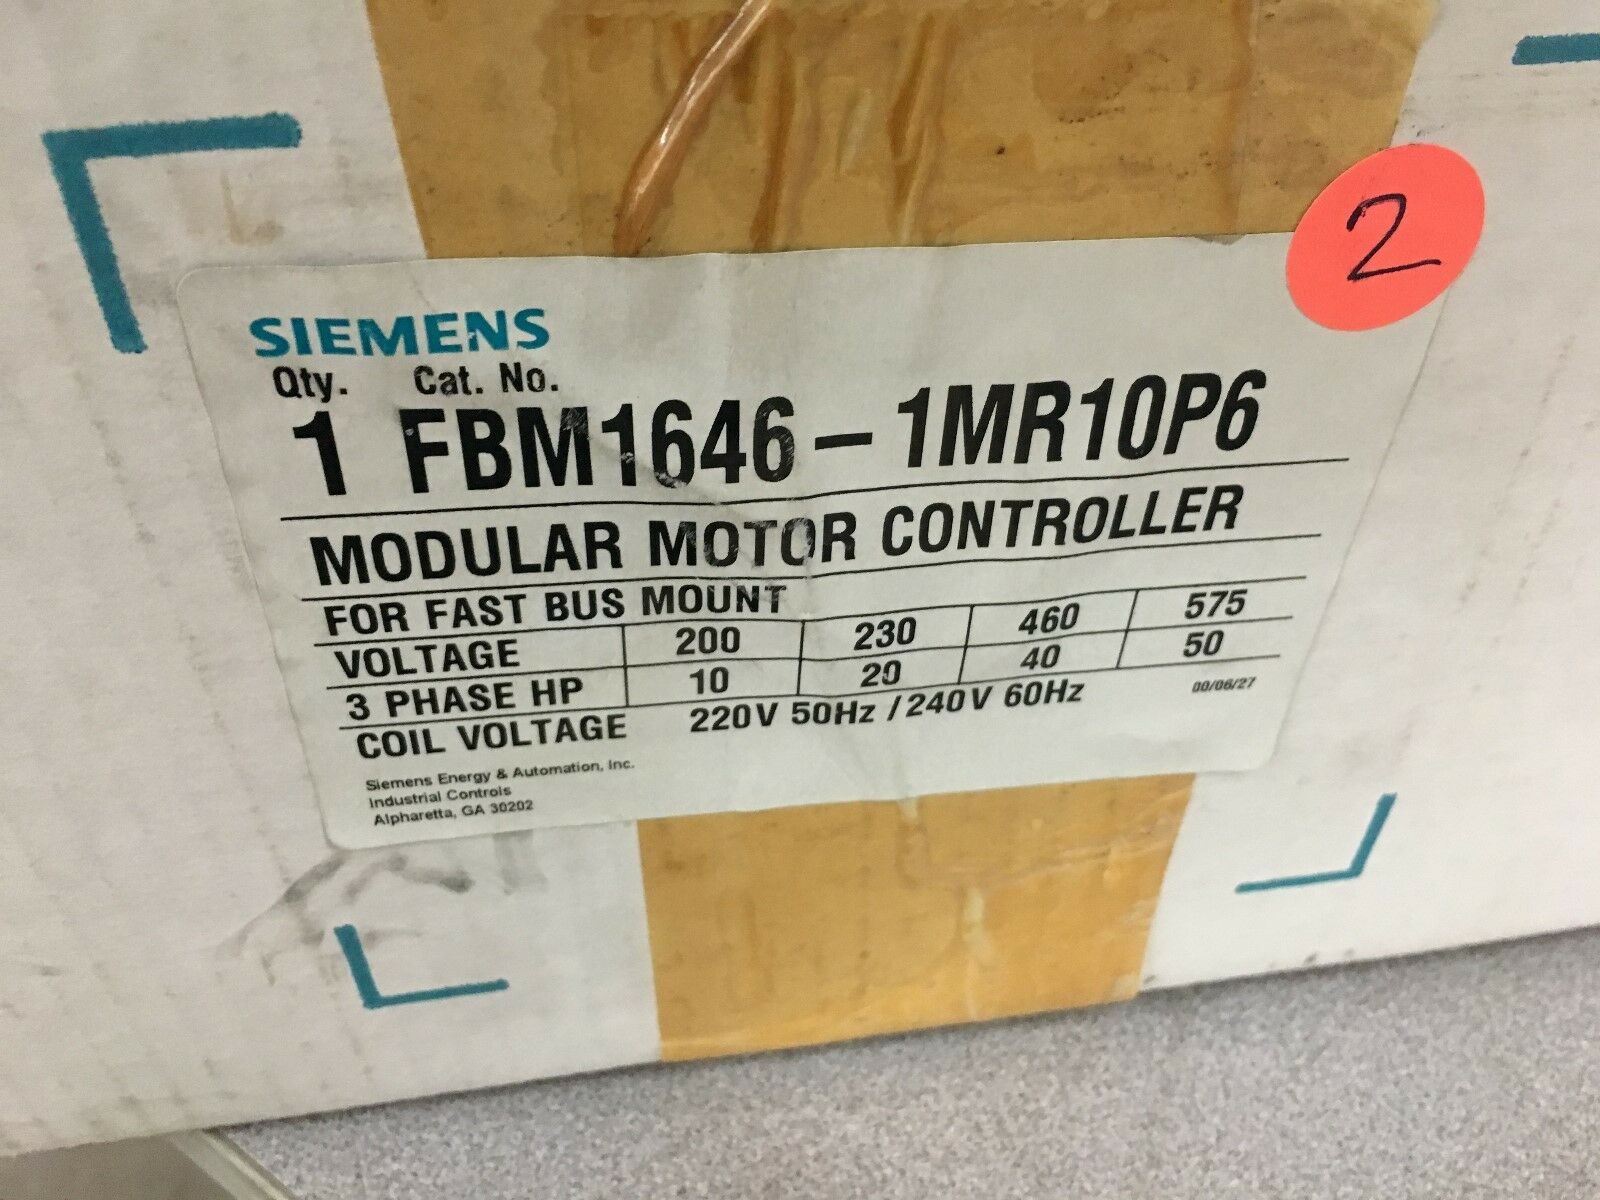 2
SIEMENS
Qty. Cat. No.
1 FBM1646-1MR10P6
MODULAR MOTOR CONTROLLER
FOR FAST BUS MOUNT
VOLTAGE 200 230 460 575
3 PHASE HP 10 20 40 50
COIL VOLTAGE 220V 50Hz /240V 60Hz 00/06/27
Siemens Energy & Automation, Inc.
Industrial Controls
Alpharetta, GA 30202